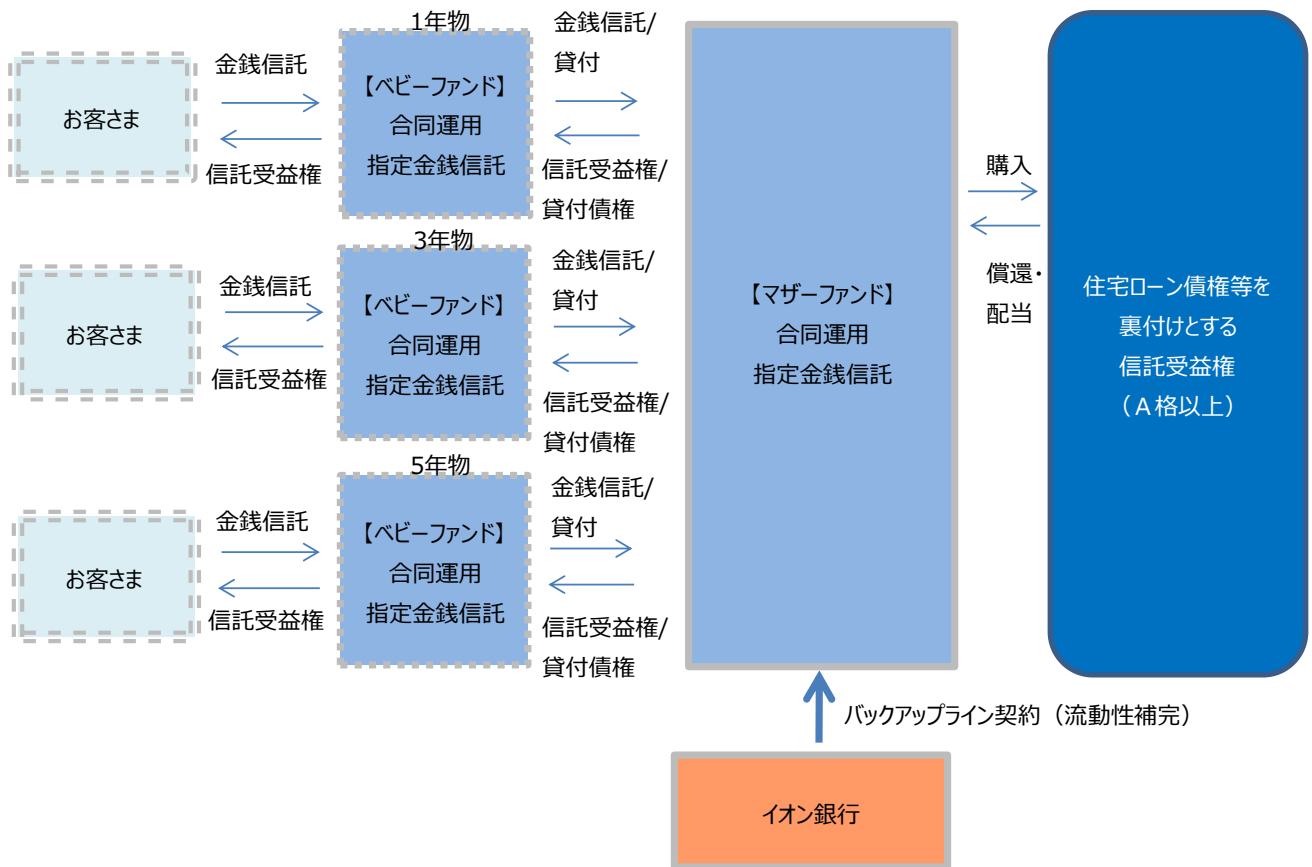 1年物
金銭信託
お客さま
信託受益権
【ベビーファンド】
合同運用
指定金銭信託
金銭信託/
貸付
信託受益権/
貸付債権
3年物
金銭信託
お客さま
信託受益権
【ベビーファンド】
合同運用
指定金銭信託
金銭信託/
貸付
信託受益権/
貸付債権
5年物
金銭信託
お客さま
信託受益権
【ベビーファンド】
合同運用
指定金銭信託
金銭信託/
貸付
信託受益権/
貸付債権
【マザーファンド】
合同運用
指定金銭信託
購入
償還・
配当
住宅ローン債権等を
裏付けとする
信託受益権
（A格以上）
バックアップライン契約（流動性補完）
イオン銀行